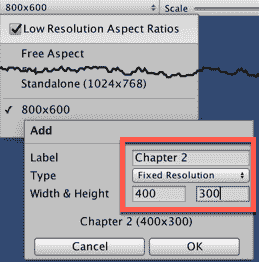 800x600 Scale
Low Resolution Aspect Ratios
Free Aspect
Standalone (1024x768)
✓ 800x600
Add
Label Chapter 2
Type Fixed Resolution
Width & Height 400 300
Chapter 2 (400x300)
Cancel OK